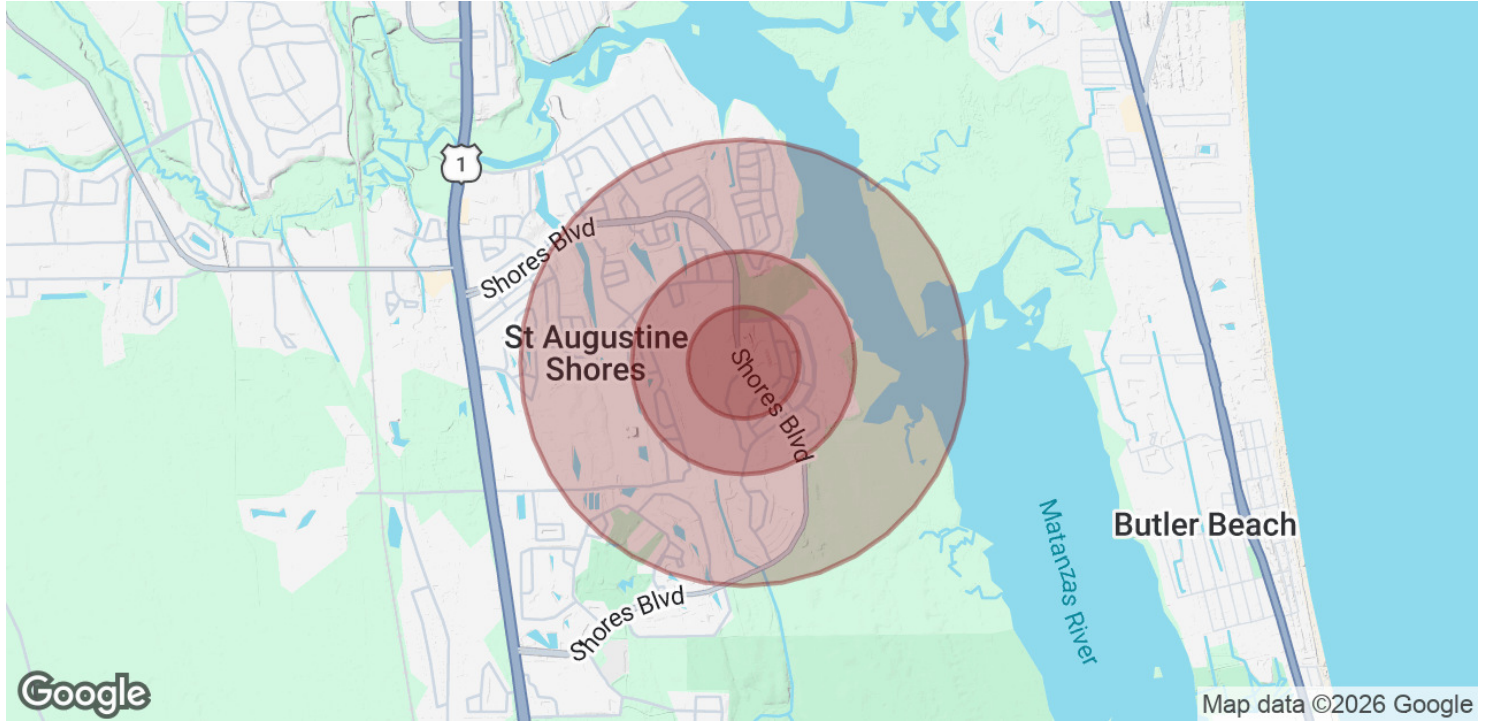 1
Shores Blvd
St Augustine
Shores
Shores Blvd
Butler Beach
Matanzas River
Shores Blvd
Google
Map data ©2026 Google